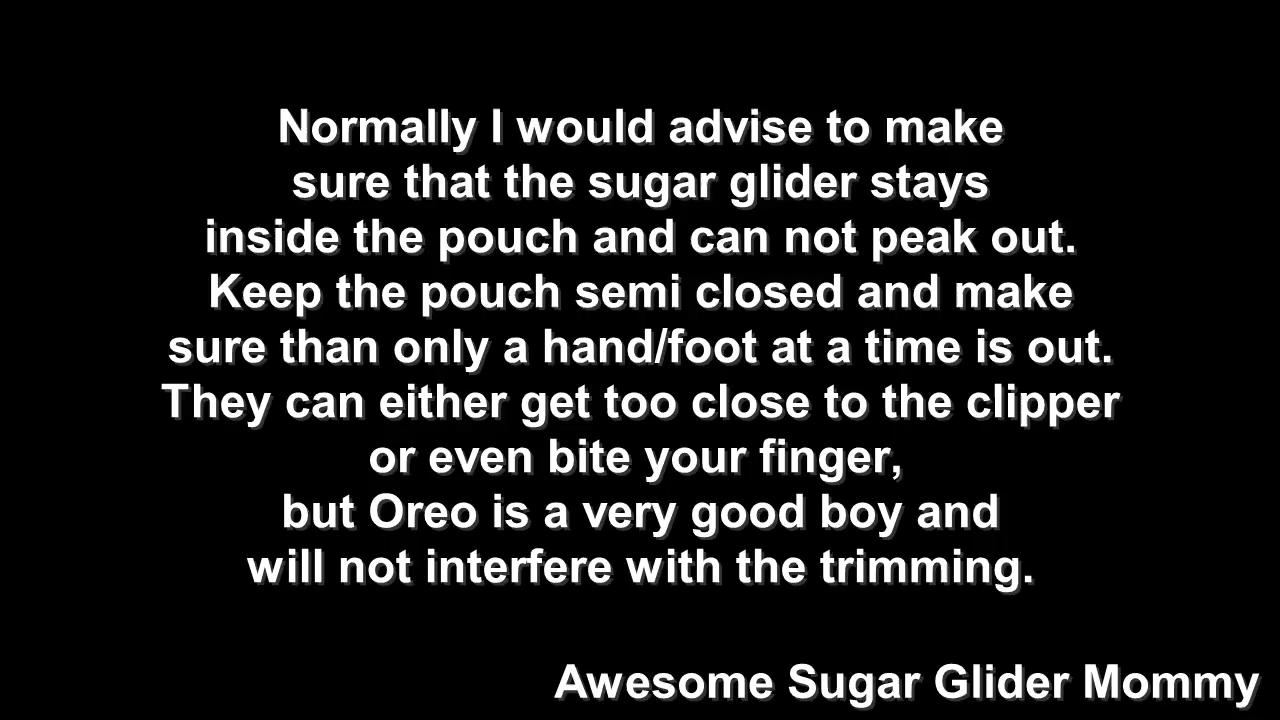 Normally I would advise to make
sure that the sugar glider stays
inside the pouch and can not peak out.
Keep the pouch semi closed and make
sure than only a hand/foot at a time is out.
They can either get too close to the clipper
or even bite your finger,
but Oreo is a very good boy and
will not interfere with the trimming.
Awesome Sugar Glider Mommy